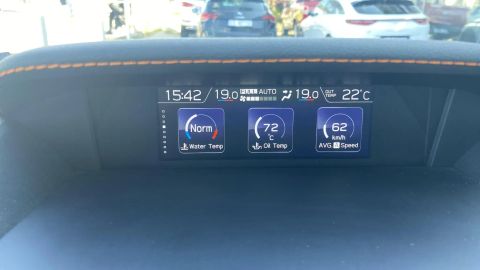 15:42 19.0 FULL AUTO 19.0 OUT TEMP 22°C
Norm 72 °C 62 km/h
Water Temp Oil Temp AVG. A Speed